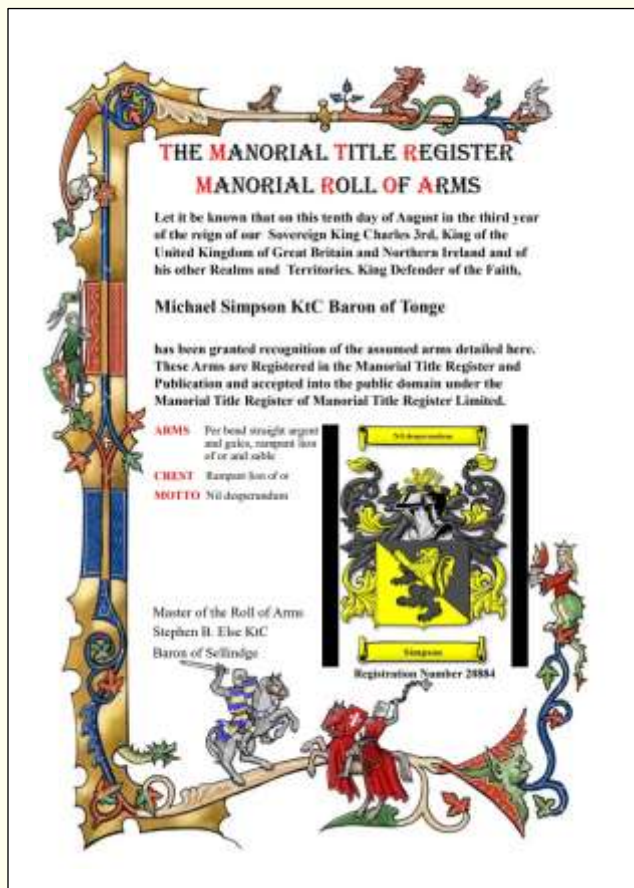 THE MANORIAL TITLE REGISTER
MANORIAL ROLL OF ARMS
Let it be known that on this tenth day of August in the third year
of the reign of our Sovereign King Charles 3rd, King of the
United Kingdom of Great Britain and Northern Ireland and of
his other Realms and Territories. King Defender of the Faith,
Michael Simpson KtC Baron of Tonge
has been granted recognition of the assumed arms detailed here.
These Arms are Registered in the Manorial Title Register and
Publication and accepted into the public domain under the
Manorial Title Register of Manorial Title Register Limited.
ARMS Per bend straight argent
and gules, rampant lion
of or and sable
CHEST Rampant lion of or
MOTTO Nil desperandum
Nil desperandum
Simpson
Registration Number 28884
Master of the Roll of Arms
Stephen B. Else KtC
Baron of Sellindge